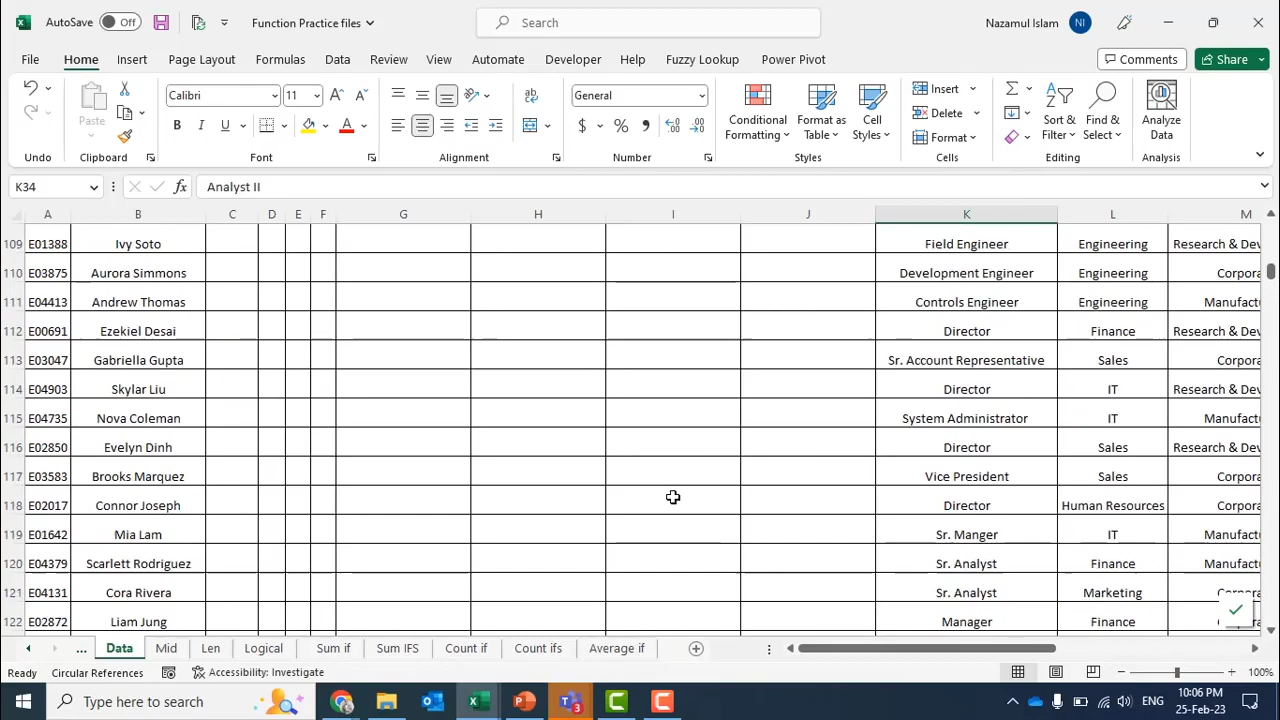 AutoSave Off Function Practice files Search Nazamul Islam NI
File Home Insert Page Layout Formulas Data Review View Automate Developer Help Fuzzy Lookup Power Pivot Comments Share
Calibri 11 General Insert
Paste B I U $ % Conditional Formatting Format as Table Cell Styles Delete Format Sort & Filter Find & Select Analyze Data
Undo Clipboard Font Alignment Number Styles Cells Editing Analysis
K34 fx Analyst II
A B C D E F G H I J K L M
109 E01388 Ivy Soto Field Engineer Engineering Research & Dev
110 E03875 Aurora Simmons Development Engineer Engineering Corpora
111 E04413 Andrew Thomas Controls Engineer Engineering Manufact
112 E00691 Ezekiel Desai Director Finance Research & Dev
113 E03047 Gabriella Gupta Sr. Account Representative Sales Corpora
114 E04903 Skylar Liu Director IT Research & Dev
115 E04735 Nova Coleman System Administrator IT Manufact
116 E02850 Evelyn Dinh Director Sales Research & Dev
117 E03583 Brooks Marquez Vice President Sales Corpora
118 E02017 Connor Joseph Director Human Resources Corpora
119 E01642 Mia Lam Sr. Manger IT Manufact
120 E04379 Scarlett Rodriguez Sr. Analyst Finance Manufact
121 E04131 Cora Rivera Sr. Analyst Marketing
122 E02872 Liam Jung Manager Finance
... Data Mid Len Logical Sum if Sum IFS Count if Count ifs Average if
Ready Circular References Accessibility: Investigate 100%
Type here to search 3 ENG 10:06 PM
25-Feb-23